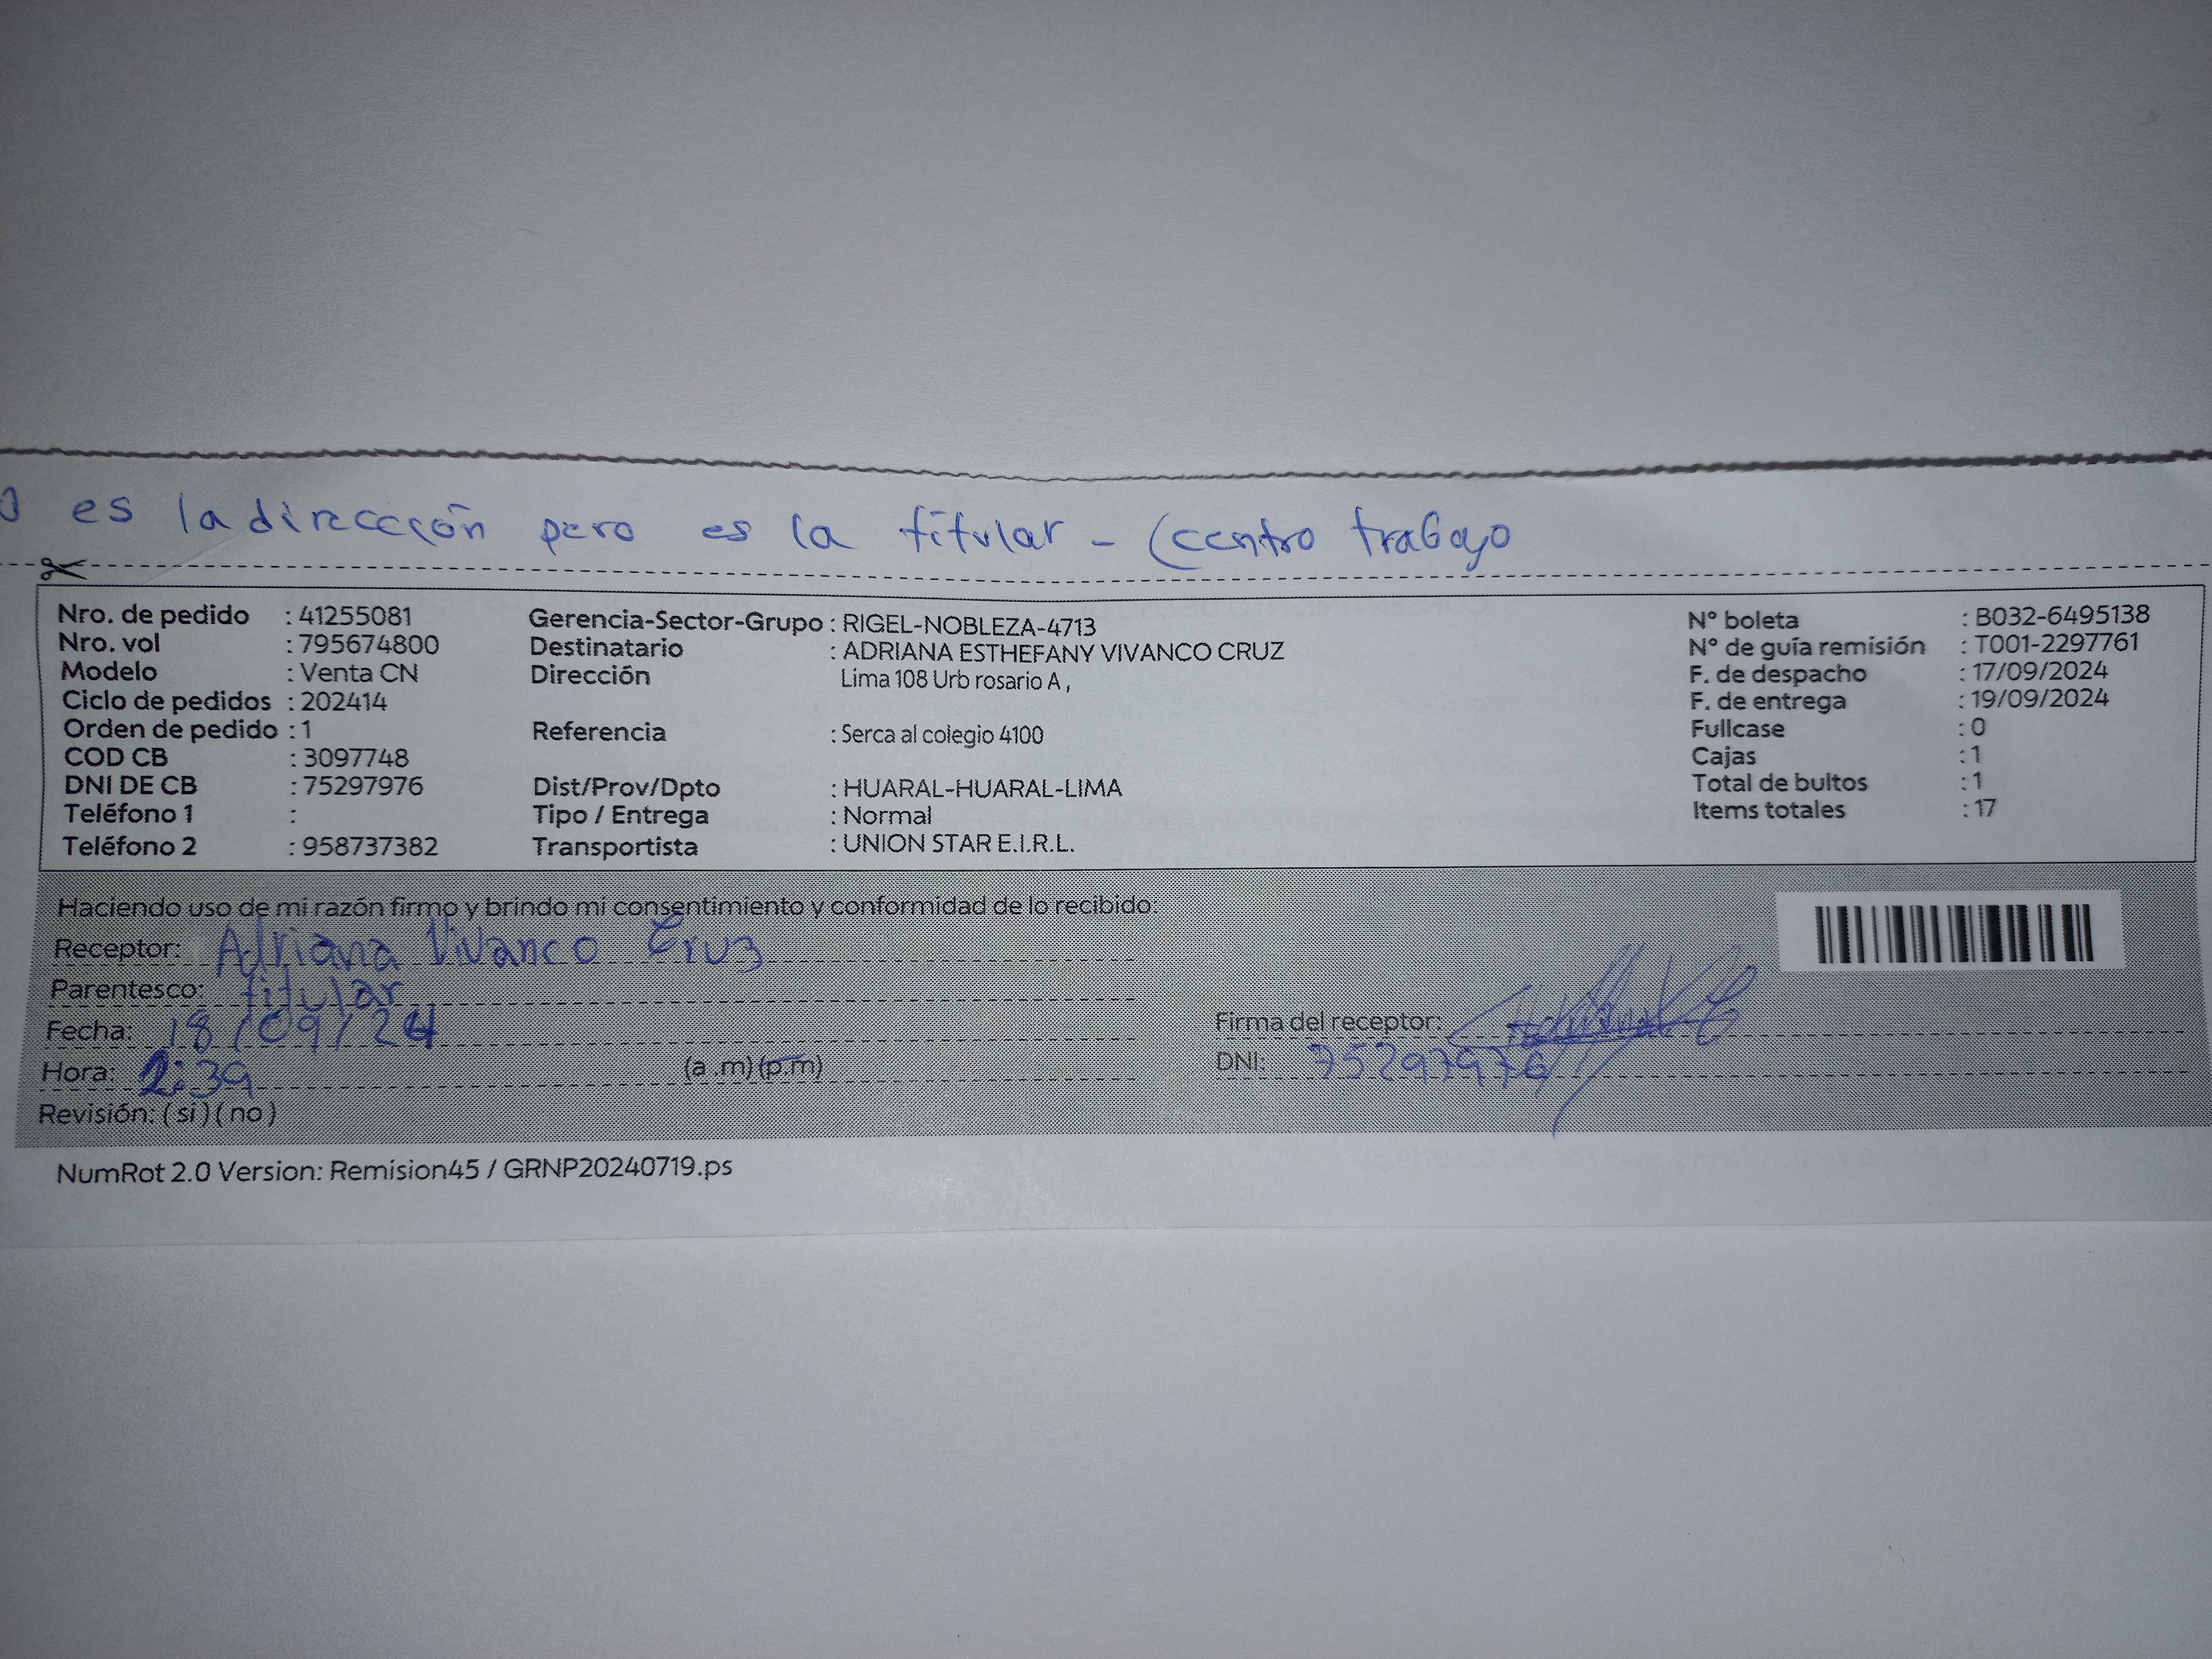 es la direcccón pero es la titular - (centro trabajo
Nro. de pedido : 41255081
Nro. vol : 795674800
Modelo : Venta CN
Ciclo de pedidos : 202414
Orden de pedido : 1
COD CB : 3097748
DNI DE CB : 75297976
Teléfono 1 :
Teléfono 2 : 958737382
Gerencia-Sector-Grupo : RIGEL-NOBLEZA-4713
Destinatario : ADRIANA ESTHEFANY VIVANCO CRUZ
Dirección Lima 108 Urb rosario A ,
Referencia : Serca al colegio 4100
Dist/Prov/Dpto : HUARAL-HUARAL-LIMA
Tipo / Entrega : Normal
Transportista : UNION STAR E.I.R.L.
N° boleta : B032-6495138
N° de guía remisión : T001-2297761
F. de despacho : 17/09/2024
F. de entrega : 19/09/2024
Fullcase : 0
Cajas : 1
Total de bultos : 1
Items totales : 17
Haciendo uso de mi razón firmo y brindo mi consentimiento y conformidad de lo recibido:
Receptor: Adriana Vivanco Cruz
Parentesco: titular
Fecha: 18/09/24
Hora: 2:39 (a .m) (p.m)
Revisión: ( si ) ( no )
Firma del receptor:
DNI: 75297976
NumRot 2.0 Version: Remision45 / GRNP20240719.ps